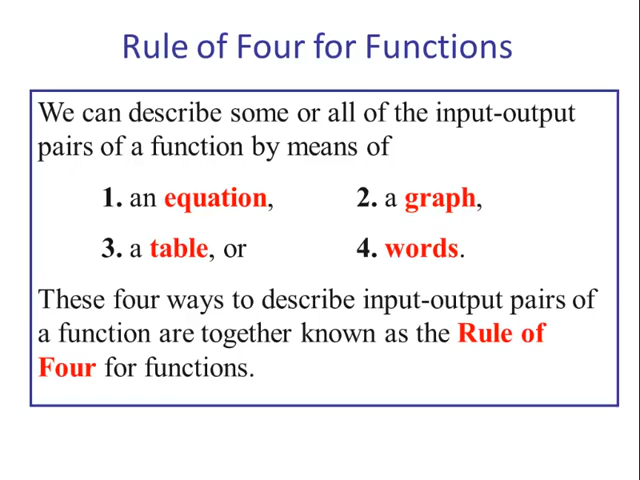 Rule of Four for Functions
We can describe some or all of the input-output
pairs of a function by means of
1. an equation, 2. a graph,
3. a table, or 4. words.
These four ways to describe input-output pairs of
a function are together known as the Rule of
Four for functions.